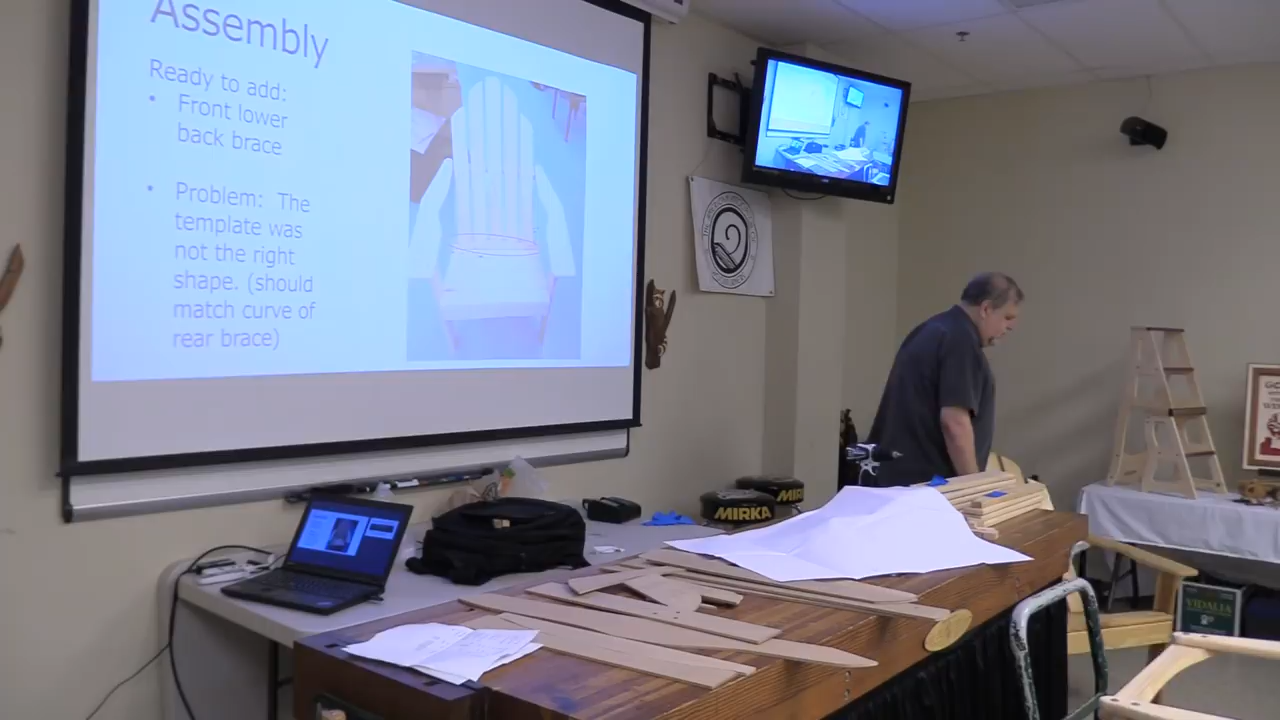 Assembly
Ready to add:
• Front lower
back brace
• Problem: The
template was
not the right
shape. (should
match curve of
rear brace)
MIRKA
MIRKA
VIDALIA